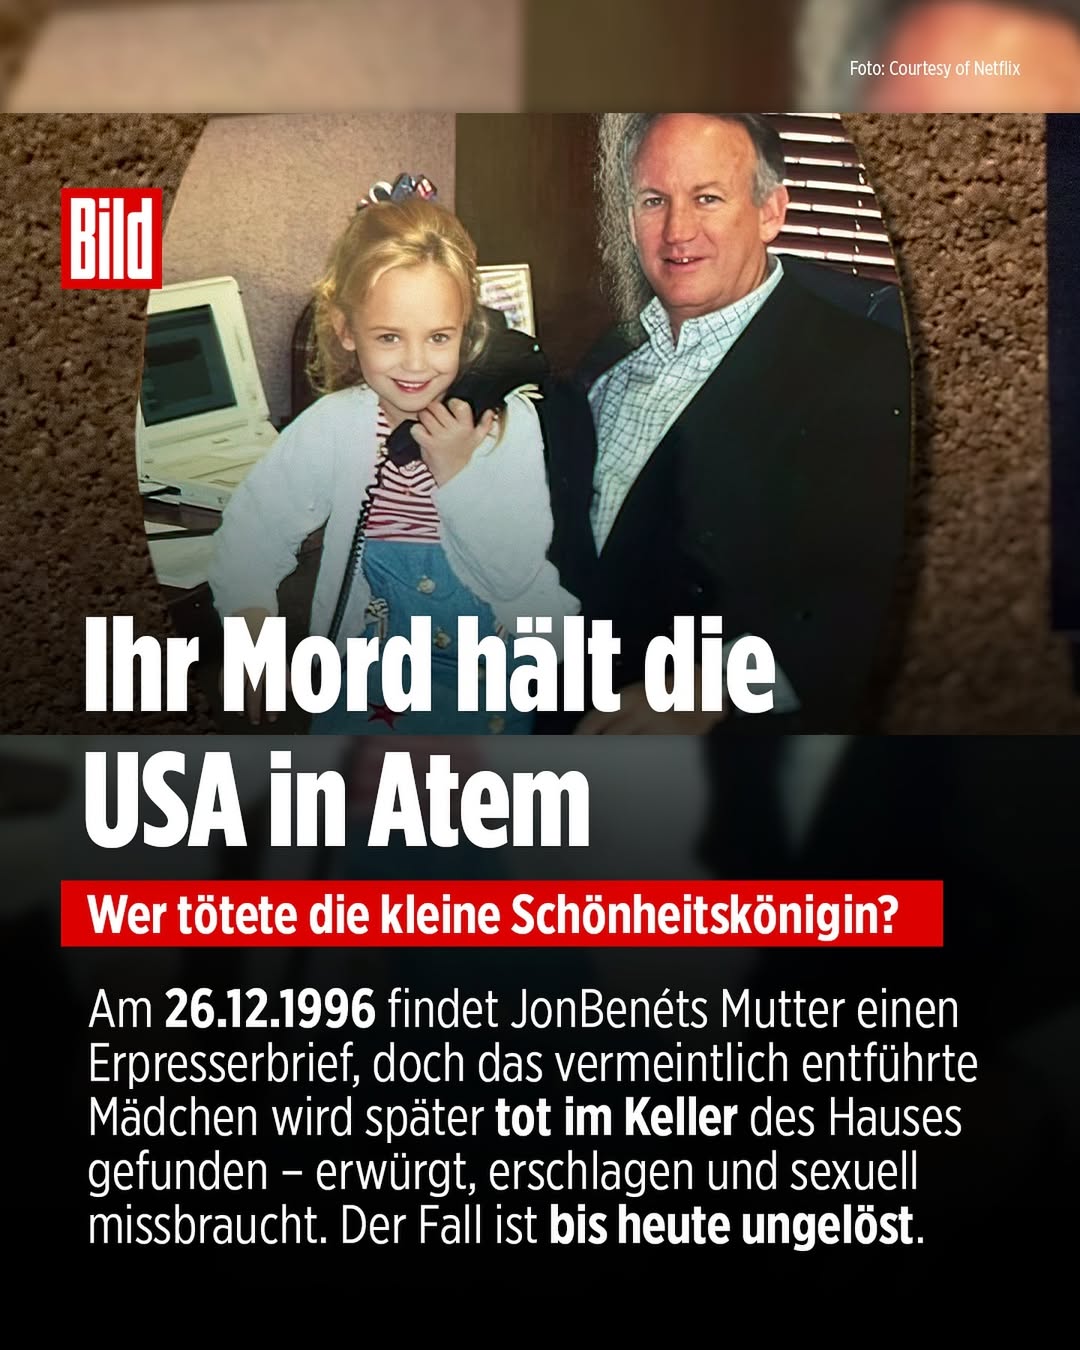 Foto: Courtesy of Netflix
Bild
Ihr Mord hält die
USA in Atem
Wer tötete die kleine Schönheitskönigin?
Am 26.12.1996 findet JonBenéts Mutter einen
Erpresserbrief, doch das vermeintlich entführte
Mädchen wird später tot im Keller des Hauses
gefunden – erwürgt, erschlagen und sexuell
missbraucht. Der Fall ist bis heute ungelöst.